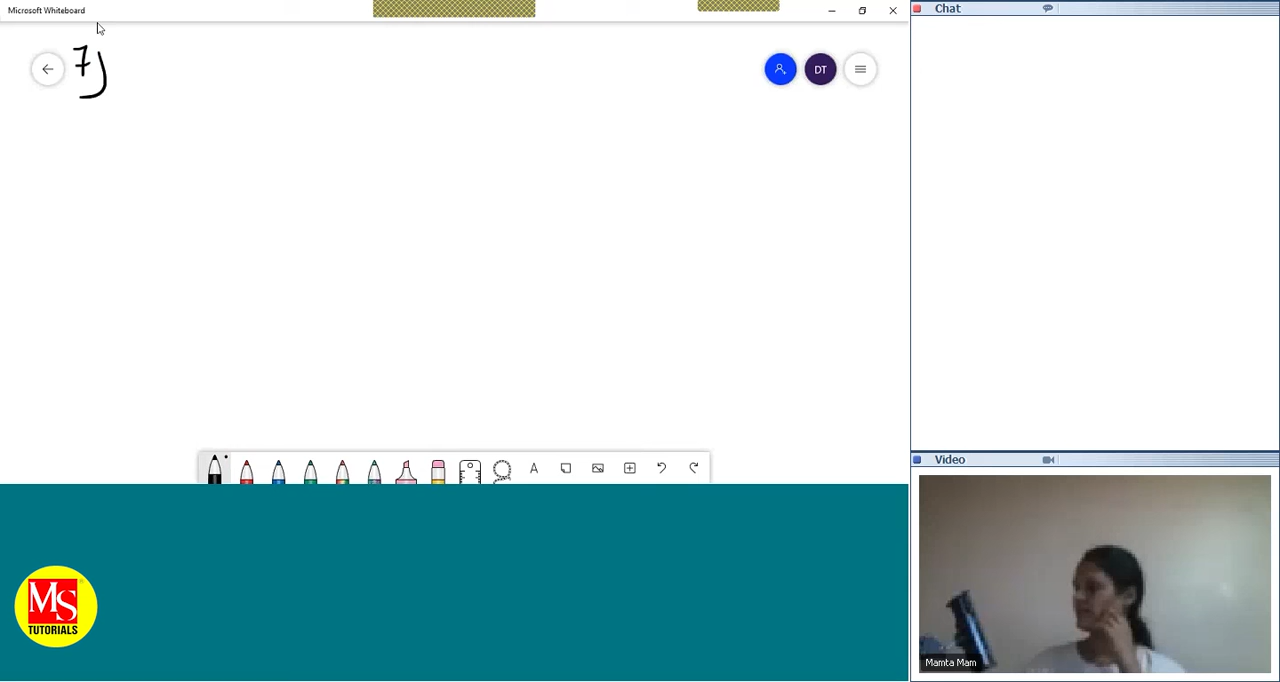 Microsoft Whiteboard
7)
DT
A
Chat
Video
MS
TUTORIALS
Mamta Mam